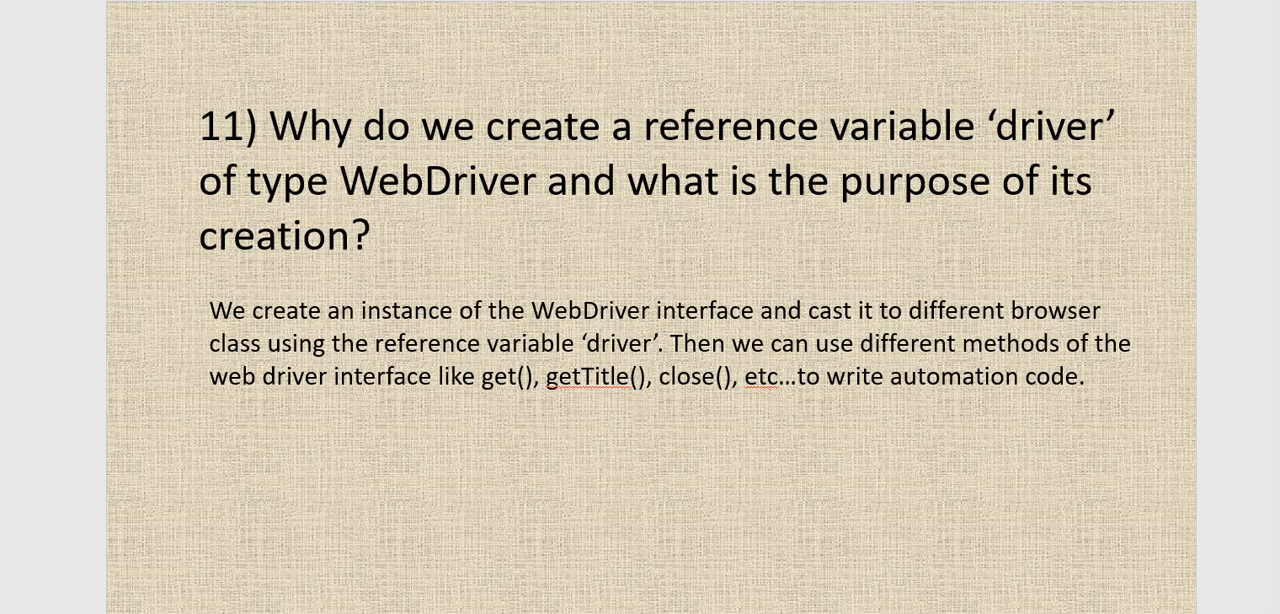 11) Why do we create a reference variable ‘driver’
of type WebDriver and what is the purpose of its
creation?
We create an instance of the WebDriver interface and cast it to different browser
class using the reference variable ‘driver’. Then we can use different methods of the
web driver interface like get(), getTitle(), close(), etc...to write automation code.